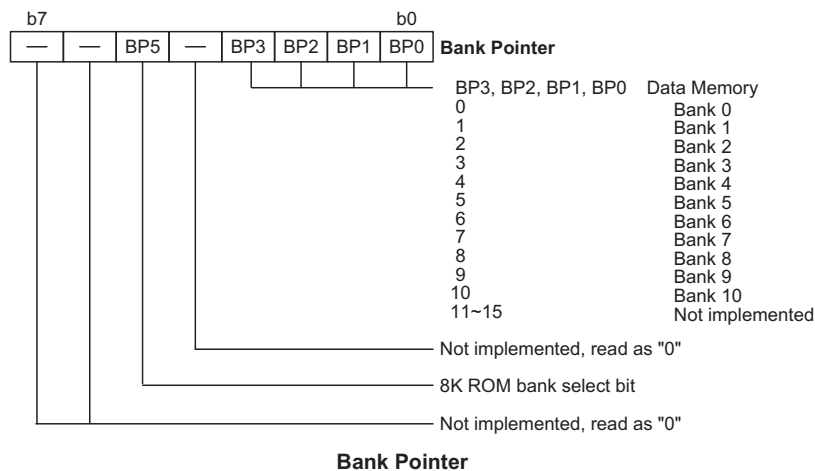 b7 b0
— — BP5 — BP3 BP2 BP1 BP0 Bank Pointer
BP3, BP2, BP1, BP0 Data Memory
0 Bank 0
1 Bank 1
2 Bank 2
3 Bank 3
4 Bank 4
5 Bank 5
6 Bank 6
7 Bank 7
8 Bank 8
9 Bank 9
10 Bank 10
11~15 Not implemented
Not implemented, read as "0"
8K ROM bank select bit
Not implemented, read as "0"
Bank Pointer